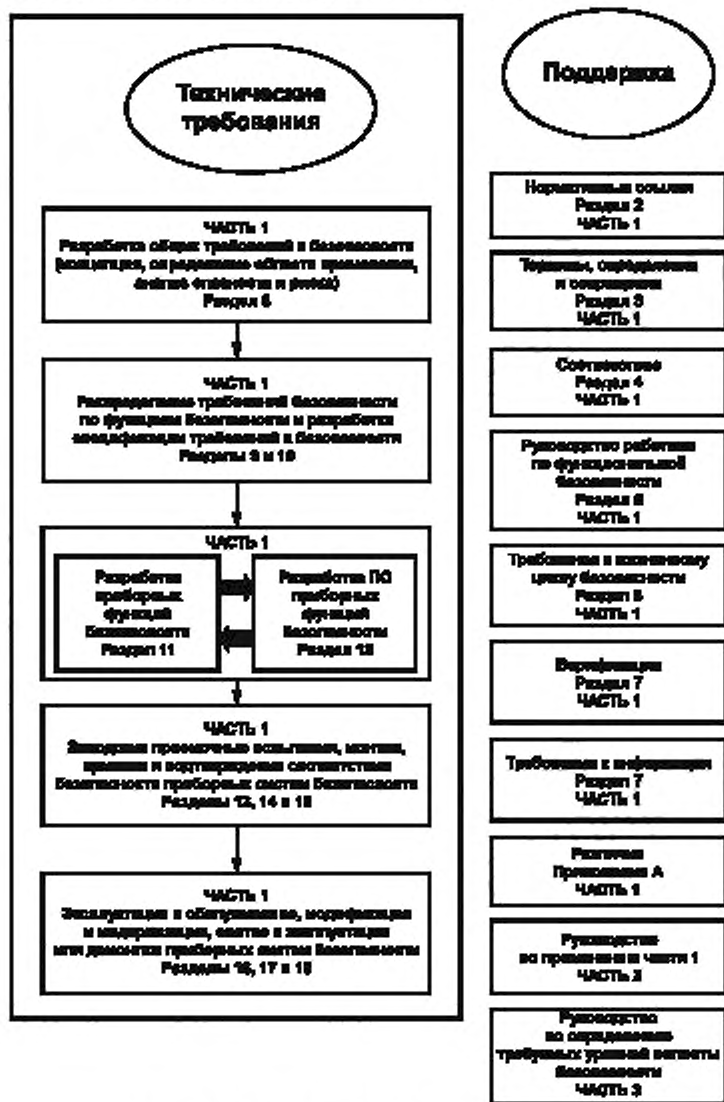 Технические
требования
ЧАСТЬ 1
Разработка общих требований к безопасности
(концепция, определение области применения,
анализ опасности и риска)
Раздел 8
ЧАСТЬ 1
Распределение требований безопасности
по функциям безопасности и разработка
спецификации требований к безопасности
Разделы 9 и 10
ЧАСТЬ 1
Разработка
приборных
функций
безопасности
Раздел 11
Разработка ПО
приборных
функций
безопасности
Раздел 12
ЧАСТЬ 1
Заводские приемочные испытания, монтаж,
приемка и подтверждение соответствия
безопасности приборных систем безопасности
Разделы 13, 14 и 15
ЧАСТЬ 1
Эксплуатация и обслуживание, модификация
и модернизация, снятие с эксплуатации
или демонтаж приборных систем безопасности
Разделы 16, 17 и 18
Поддержка
Нормативные ссылки
Раздел 2
ЧАСТЬ 1
Термины, определения
и сокращения
Раздел 3
ЧАСТЬ 1
Соответствие
Раздел 4
ЧАСТЬ 1
Руководство работами
по функциональной
безопасности
Раздел
ЧАСТЬ 1
Требования к жизненному
циклу безопасности
Раздел
ЧАСТЬ 1
Верификация
Раздел 7
ЧАСТЬ 1
Требования к информации
Раздел 7
ЧАСТЬ 1
Различия
Приложение А
ЧАСТЬ 1
Руководство
по применению части 1
ЧАСТЬ 2
Руководство
по определению
требуемых уровней полноты
безопасности
ЧАСТЬ 3